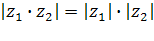 |z₁ · z₂| = |z₁| · |z₂|